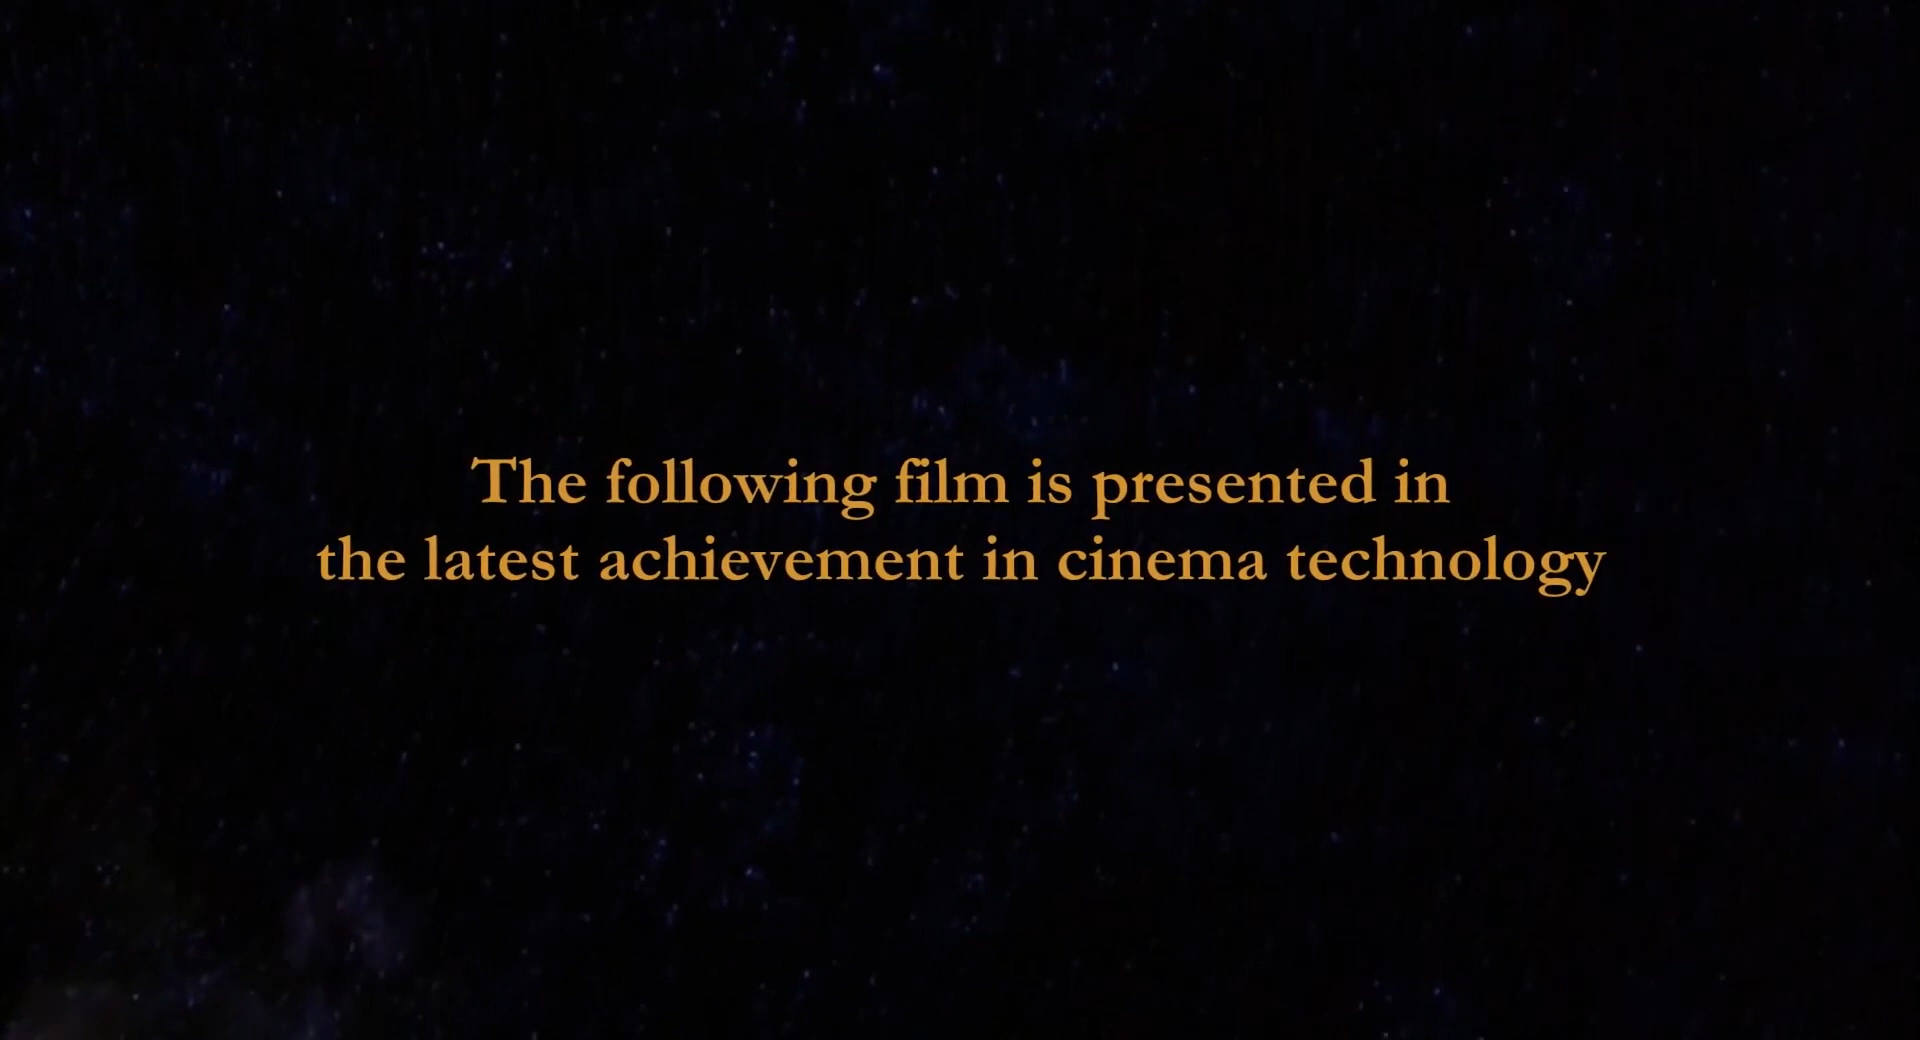 The following film is presented in
the latest achievement in cinema technology